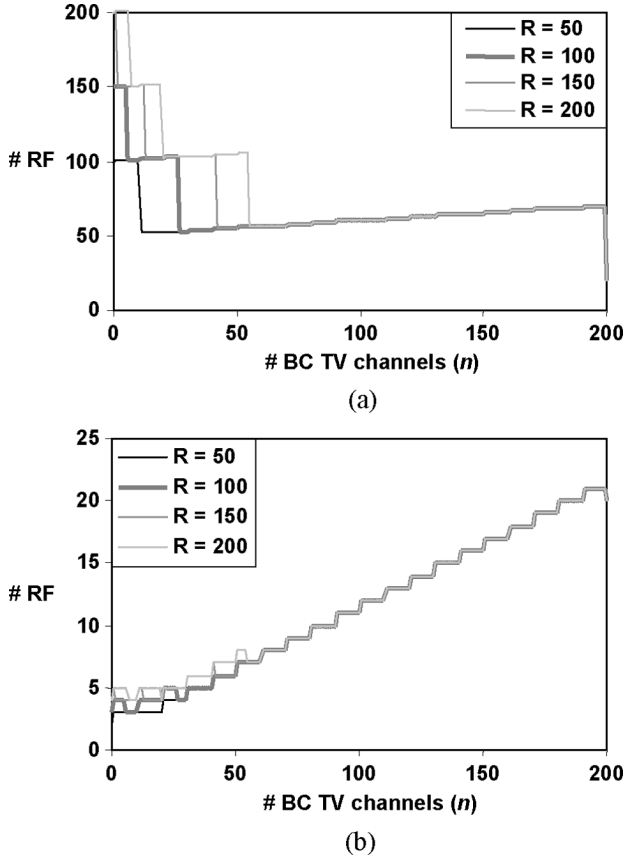 200
150
100
50
0
# RF
R = 50
R = 100
R = 150
R = 200
0
50
100
150
200
# BC TV channels (n)
(a)
25
20
15
10
5
0
# RF
R = 50
R = 100
R = 150
R = 200
0
50
100
150
200
# BC TV channels (n)
(b)